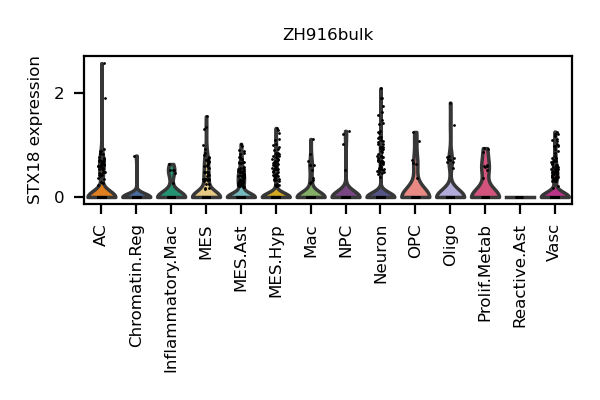 ZH916bulk
STX18 expression
2
0
AC
Chromatin.Reg
Inflammatory.Mac
MES
MES.Ast
MES.Hyp
Mac
NPC
Neuron
OPC
Oligo
Prolif.Metab
Reactive.Ast
Vasc